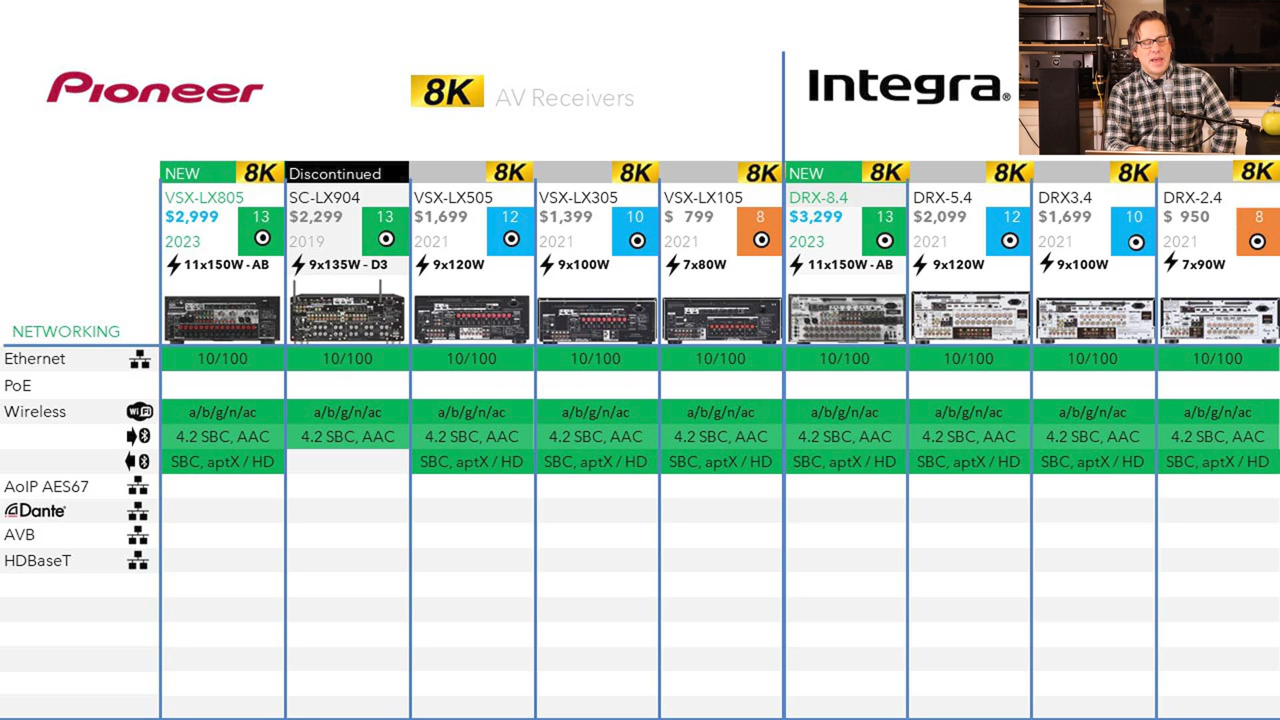 Pioneer
8K AV Receivers
Integra®
NEW 8K Discontinued 8K 8K 8K NEW 8K 8K 8K 8K
VSX-LX805 SC-LX904 VSX-LX505 VSX-LX305 VSX-LX105 DRX-8.4 DRX-5.4 DRX3.4 DRX-2.4
$2,999 13 $2,299 13 $1,699 12 $1,399 10 $ 799 8 $3,299 13 $2,099 12 $1,699 10 $ 950 8
2023 2019 2021 2021 2021 2023 2021 2021 2021
11x150W - AB 9x135W - D3 9x120W 9x100W 7x80W 11x150W - AB 9x120W 9x100W 7x90W
NETWORKING
Ethernet 10/100 10/100 10/100 10/100 10/100 10/100 10/100 10/100 10/100
PoE
Wireless WiFi a/b/g/n/ac a/b/g/n/ac a/b/g/n/ac a/b/g/n/ac a/b/g/n/ac a/b/g/n/ac a/b/g/n/ac a/b/g/n/ac a/b/g/n/ac
4.2 SBC, AAC 4.2 SBC, AAC 4.2 SBC, AAC 4.2 SBC, AAC 4.2 SBC, AAC 4.2 SBC, AAC 4.2 SBC, AAC 4.2 SBC, AAC 4.2 SBC, AAC
SBC, aptX / HD SBC, aptX / HD SBC, aptX / HD SBC, aptX / HD SBC, aptX / HD SBC, aptX / HD SBC, aptX / HD SBC, aptX / HD
AoIP AES67
Dante®
AVB
HDBaseT